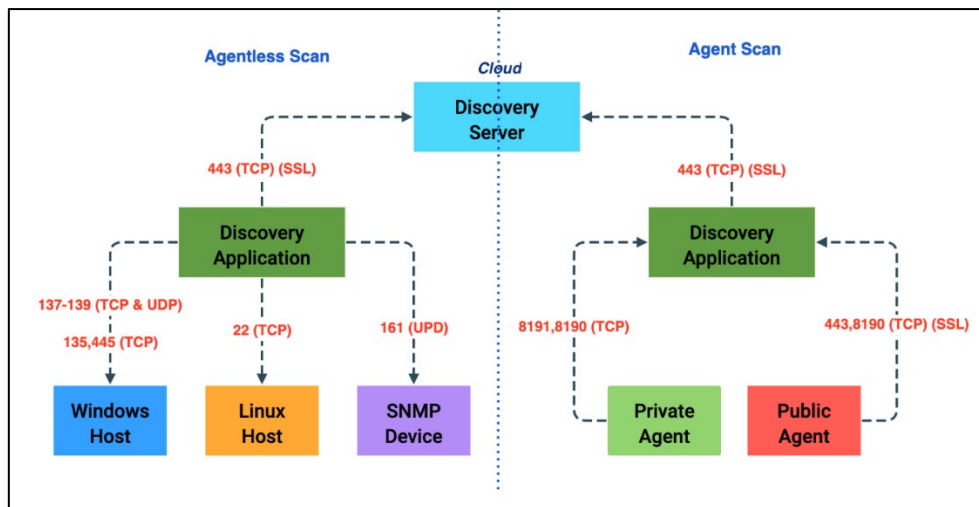 Agentless Scan
Agent Scan
Cloud
Discovery
Server
443 (TCP) (SSL)
443 (TCP) (SSL)
Discovery
Application
Discovery
Application
137-139 (TCP & UDP)
135,445 (TCP)
22 (TCP)
161 (UPD)
8191,8190 (TCP)
443,8190 (TCP) (SSL)
Windows
Host
Linux
Host
SNMP
Device
Private
Agent
Public
Agent